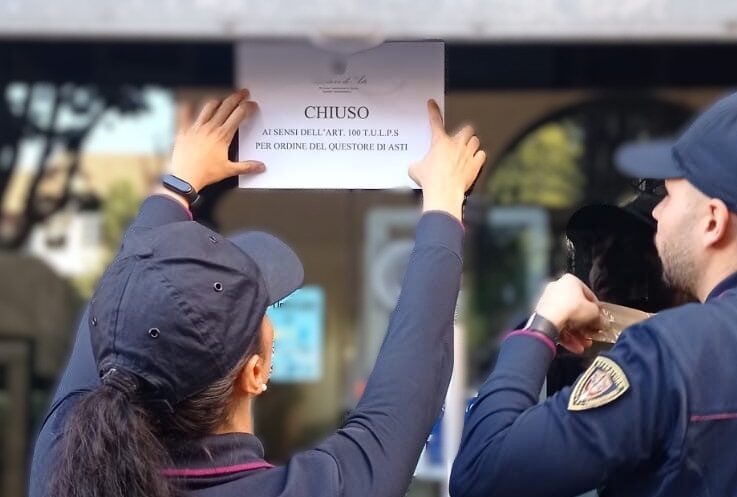 CHIUSO
AI SENSI DELL'ART. 100 T.U.L.P.S
PER ORDINE DEL QUESTORE DI ASTI